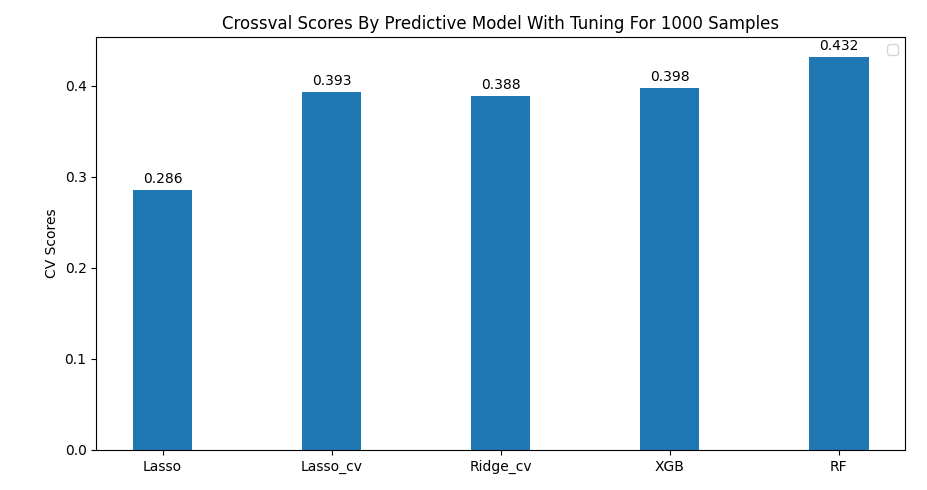 Crossval Scores By Predictive Model With Tuning For 1000 Samples
0.432
0.398
0.393
0.388
0.286
CV Scores
0.4
0.3
0.2
0.1
0.0
Lasso
Lasso_cv
Ridge_cv
XGB
RF